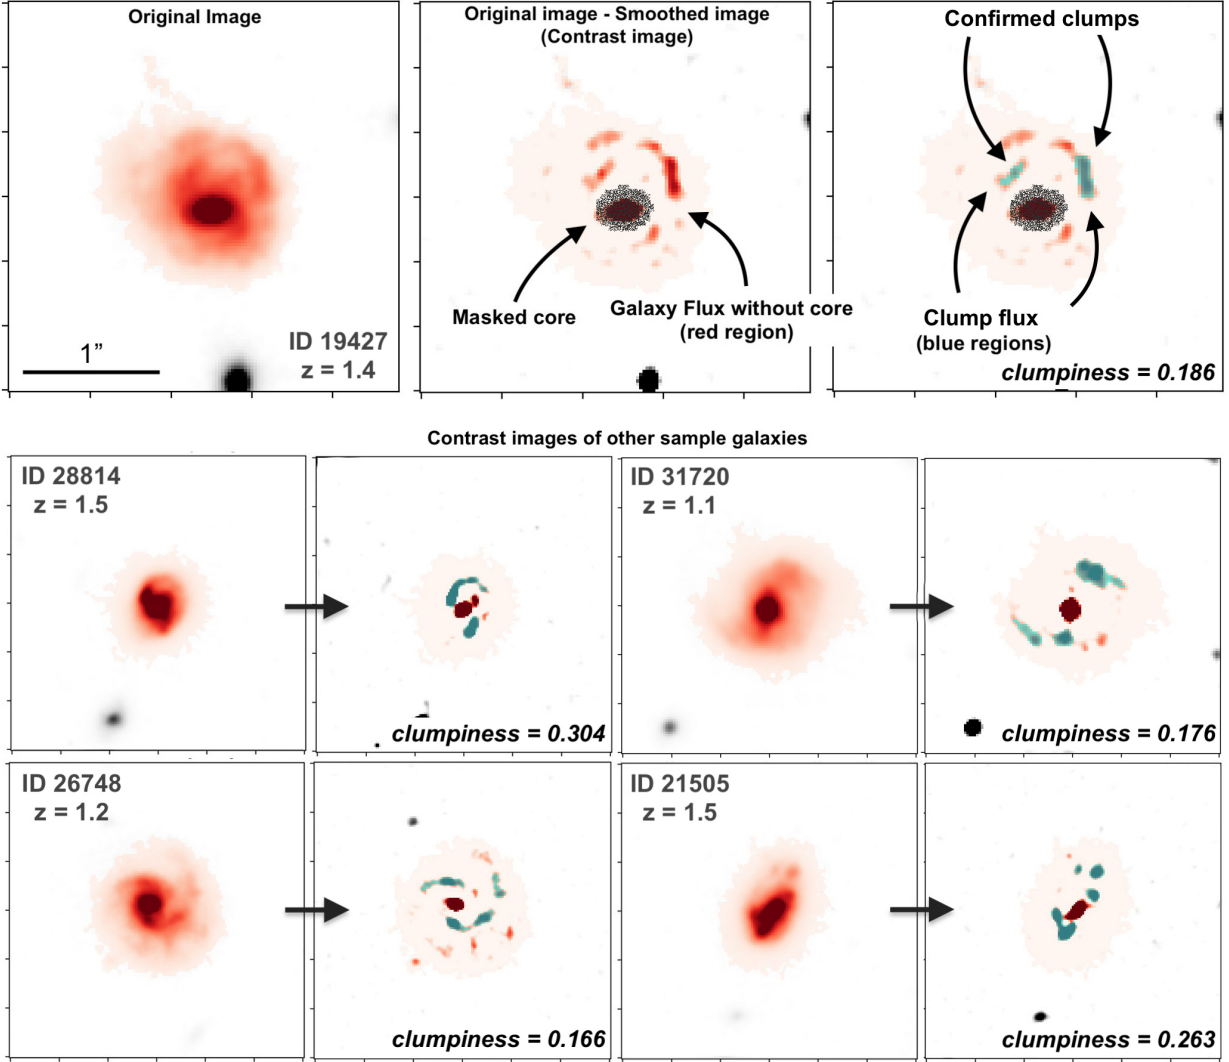 Original Image
Original image - Smoothed image
(Contrast image)
Confirmed clumps
Masked core
Galaxy Flux without core
(red region)
Clump flux
(blue regions)
1”
ID 19427
z = 1.4
clumpiness = 0.186
Contrast images of other sample galaxies
ID 28814
z = 1.5
clumpiness = 0.304
ID 31720
z = 1.1
clumpiness = 0.176
ID 26748
z = 1.2
clumpiness = 0.166
ID 21505
z = 1.5
clumpiness = 0.263